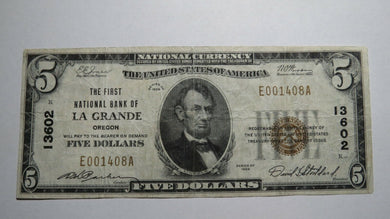 NATIONAL CURRENCY
THE UNITED STATES OF AMERICA
5
5
THE FIRST
NATIONAL BANK OF
LA GRANDE
OREGON
WILL PAY TO THE BEARER ON DEMAND
FIVE DOLLARS
13602
E001408A
E001408A
13602
SERIES OF
1929
5
FIVE DOLLARS
5